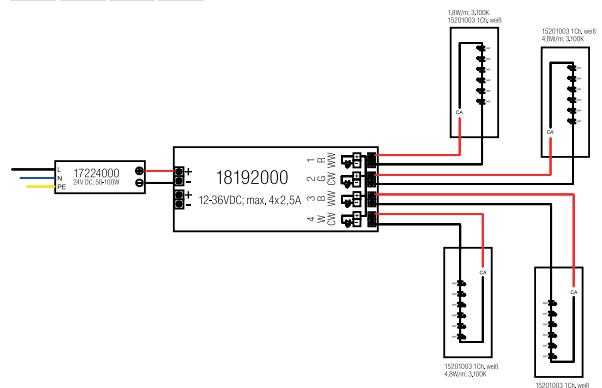 1,8W/m; 3.100K
15201003 1Ch. weiß
15201003 1Ch. weiß
4,8W/m; 3.100K
CA
CA
L
N
PE
17224000
24V DC; 50-100W
+
-
+
-
+
-
18192000
12-36VDC; max. 4x2,5A
1 R WW
2 G CW
3 B WW
4 W CW
CA
CA
15201003 1Ch. weiß
4,8W/m; 3.100K
15201003 1Ch. weiß